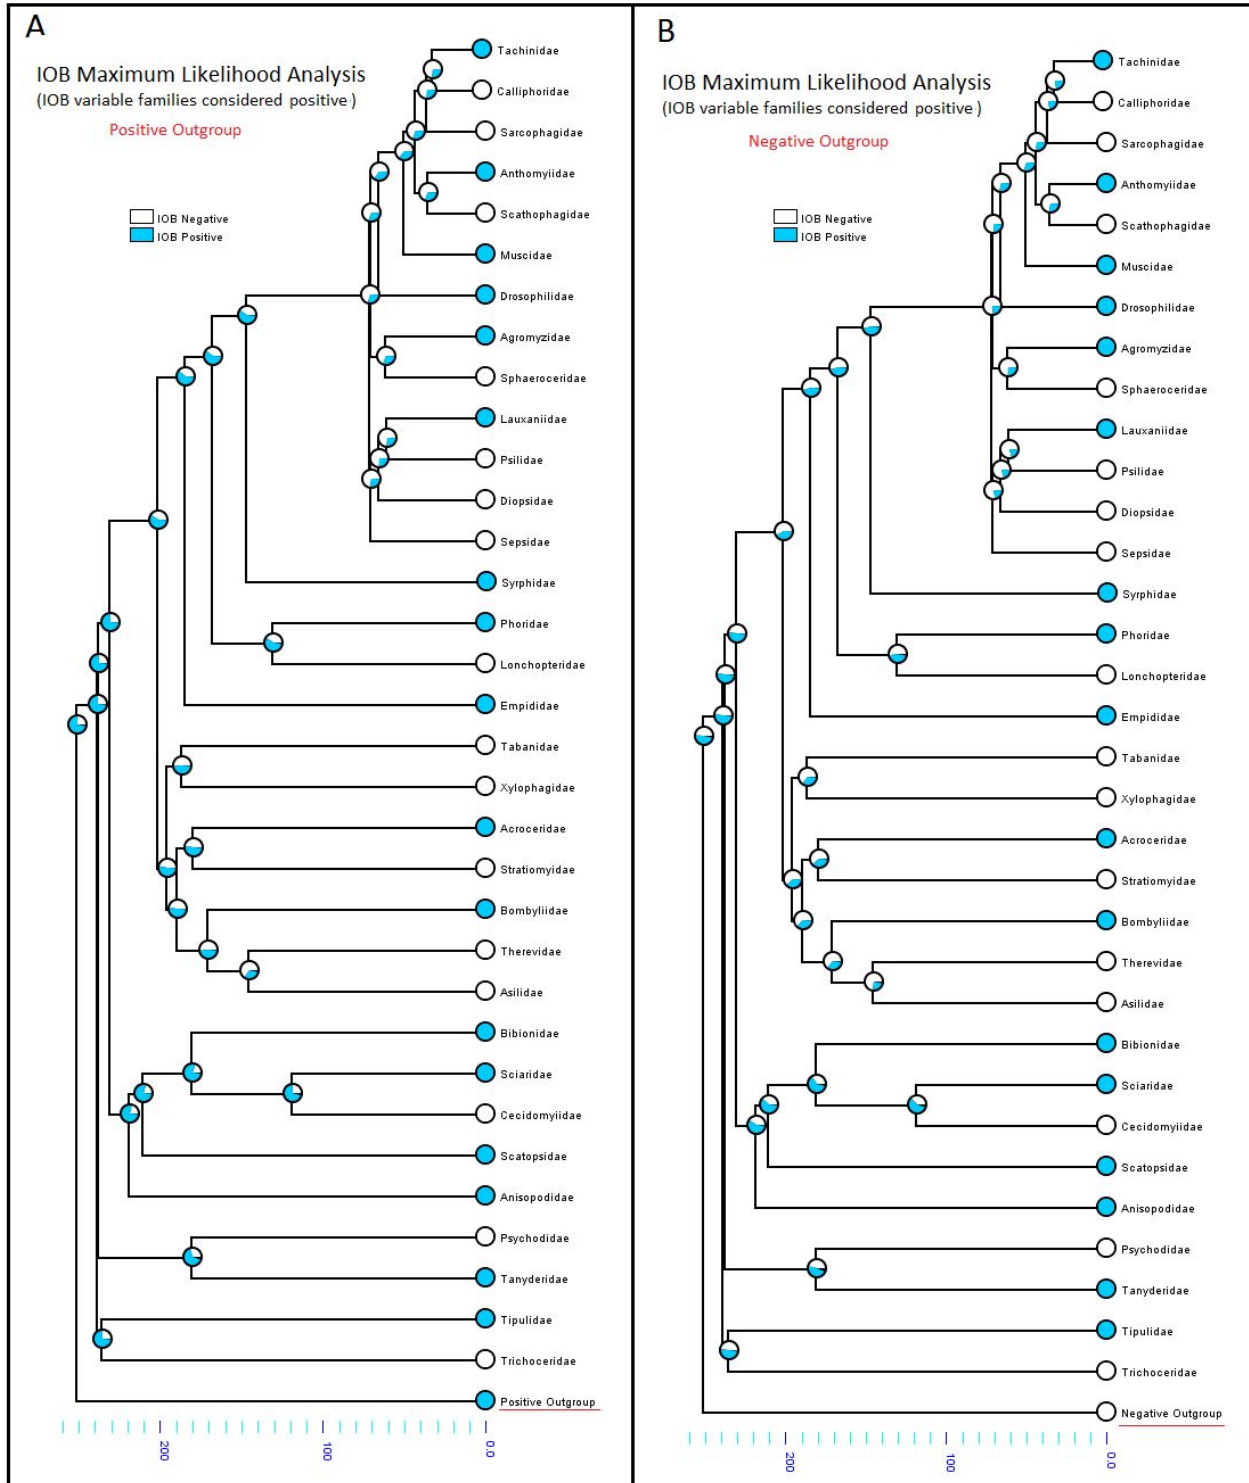 A
IOB Maximum Likelihood Analysis
(IOB variable families considered positive)
Positive Outgroup
IOB Negative
IOB Positive
Tachinidae
Calliphoridae
Sarcophagidae
Anthomyiidae
Scathophagidae
Muscidae
Drosophilidae
Agromyzidae
Sphaeroceridae
Lauxaniidae
Psilidae
Diopsidae
Sepsidae
Syrphidae
Phoridae
Lonchopteridae
Empididae
Tabanidae
Xylophagidae
Acroceridae
Stratiomyidae
Bombyliidae
Therevidae
Asilidae
Bibionidae
Sciaridae
Cecidomyiidae
Scatopsidae
Anisopodidae
Psychodidae
Tanyderidae
Tipulidae
Trichoceridae
Positive Outgroup
200 100 0.0
B
IOB Maximum Likelihood Analysis
(IOB variable families considered positive)
Negative Outgroup
IOB Negative
IOB Positive
Tachinidae
Calliphoridae
Sarcophagidae
Anthomyiidae
Scathophagidae
Muscidae
Drosophilidae
Agromyzidae
Sphaeroceridae
Lauxaniidae
Psilidae
Diopsidae
Sepsidae
Syrphidae
Phoridae
Lonchopteridae
Empididae
Tabanidae
Xylophagidae
Acroceridae
Stratiomyidae
Bombyliidae
Therevidae
Asilidae
Bibionidae
Sciaridae
Cecidomyiidae
Scatopsidae
Anisopodidae
Psychodidae
Tanyderidae
Tipulidae
Trichoceridae
Negative Outgroup
200 100 0.0